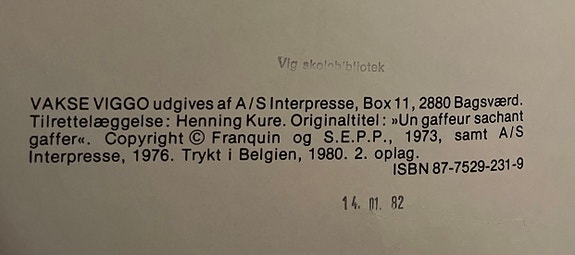 Vig skolebibliotek
VAKSE VIGGO udgives af A/S Interpresse, Box 11, 2880 Bagsværd.
Tilrettelæggelse: Henning Kure. Originaltitel: »Un gaffeur sachant
gaffer«. Copyright © Franquin og S.E.P.P., 1973, samt A/S
Interpresse, 1976. Trykt i Belgien, 1980. 2. oplag.
ISBN 87-7529-231-9
14. 01. 82